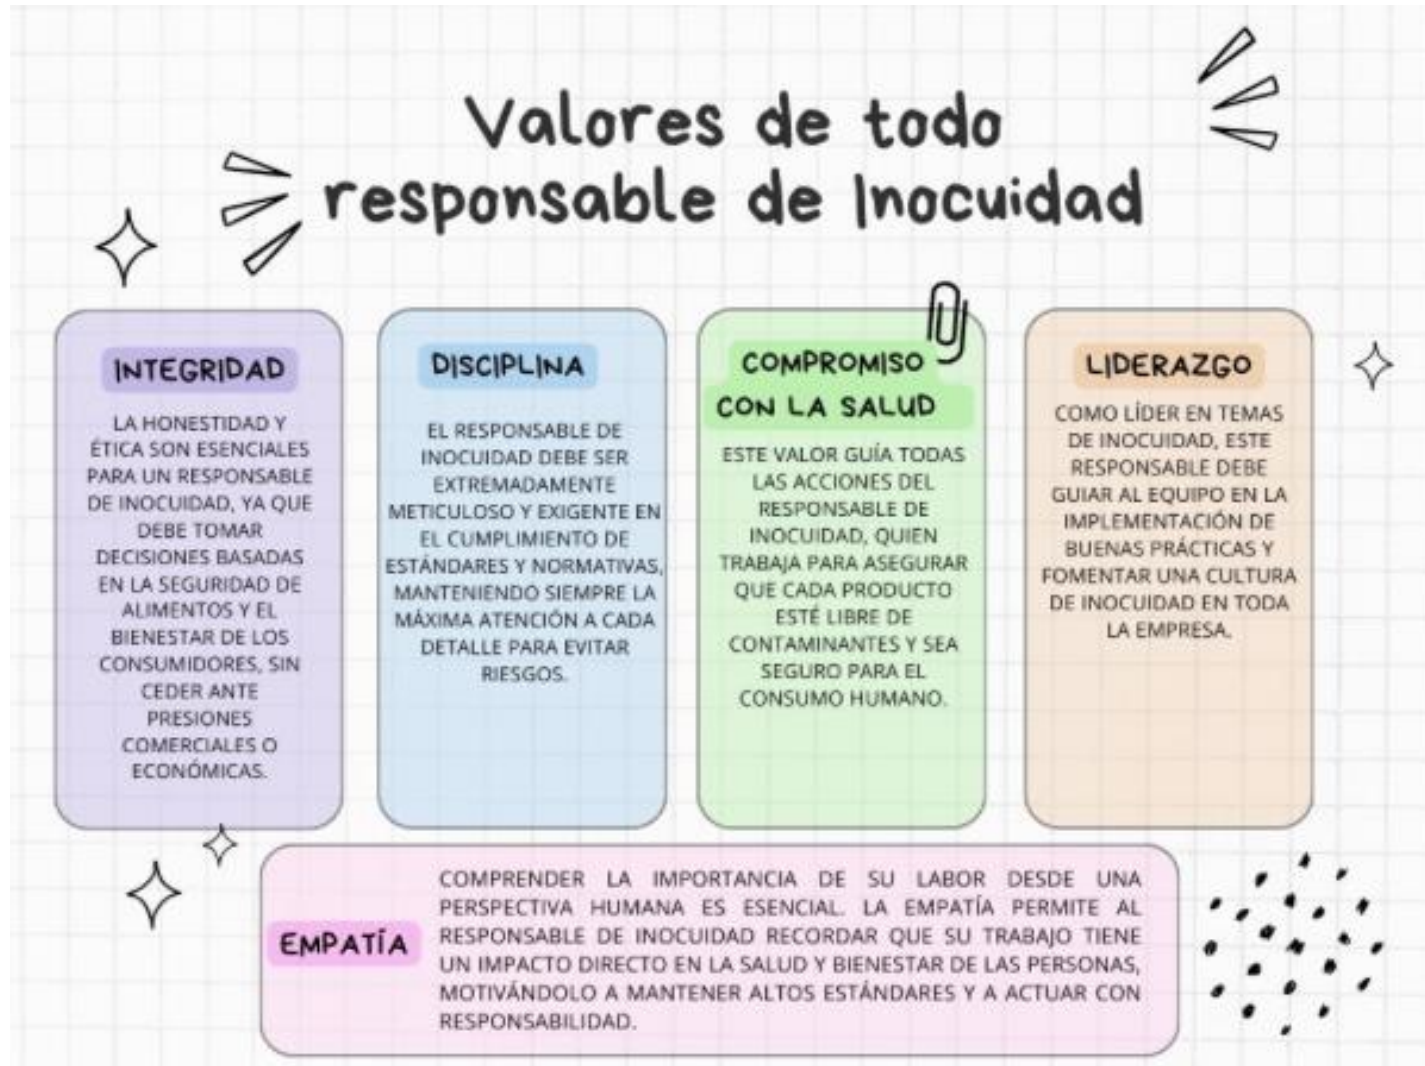 Valores de todo
responsable de Inocuidad
INTEGRIDAD
LA HONESTIDAD Y
ÉTICA SON ESENCIALES
PARA UN RESPONSABLE
DE INOCUIDAD, YA QUE
DEBE TOMAR
DECISIONES BASADAS
EN LA SEGURIDAD DE
ALIMENTOS Y EL
BIENESTAR DE LOS
CONSUMIDORES, SIN
CEDER ANTE
PRESIONES
COMERCIALES O
ECONÓMICAS.
DISCIPLINA
EL RESPONSABLE DE
INOCUIDAD DEBE SER
EXTREMADAMENTE
METICULOSO Y EXIGENTE EN
EL CUMPLIMIENTO DE
ESTÁNDARES Y NORMATIVAS,
MANTENIENDO SIEMPRE LA
MÁXIMA ATENCIÓN A CADA
DETALLE PARA EVITAR
RIESGOS.
COMPROMISO
CON LA SALUD
ESTE VALOR GUÍA TODAS
LAS ACCIONES DEL
RESPONSABLE DE
INOCUIDAD, QUIEN
TRABAJA PARA ASEGURAR
QUE CADA PRODUCTO
ESTÉ LIBRE DE
CONTAMINANTES Y SEA
SEGURO PARA EL
CONSUMO HUMANO.
LIDERAZGO
COMO LÍDER EN TEMAS
DE INOCUIDAD, ESTE
RESPONSABLE DEBE
GUIAR AL EQUIPO EN LA
IMPLEMENTACIÓN DE
BUENAS PRÁCTICAS Y
FOMENTAR UNA CULTURA
DE INOCUIDAD EN TODA
LA EMPRESA.
EMPATÍA
COMPRENDER LA IMPORTANCIA DE SU LABOR DESDE UNA
PERSPECTIVA HUMANA ES ESENCIAL. LA EMPATÍA PERMITE AL
RESPONSABLE DE INOCUIDAD RECORDAR QUE SU TRABAJO TIENE
UN IMPACTO DIRECTO EN LA SALUD Y BIENESTAR DE LAS PERSONAS,
MOTIVÁNDOLO A MANTENER ALTOS ESTÁNDARES Y A ACTUAR CON
RESPONSABILIDAD.